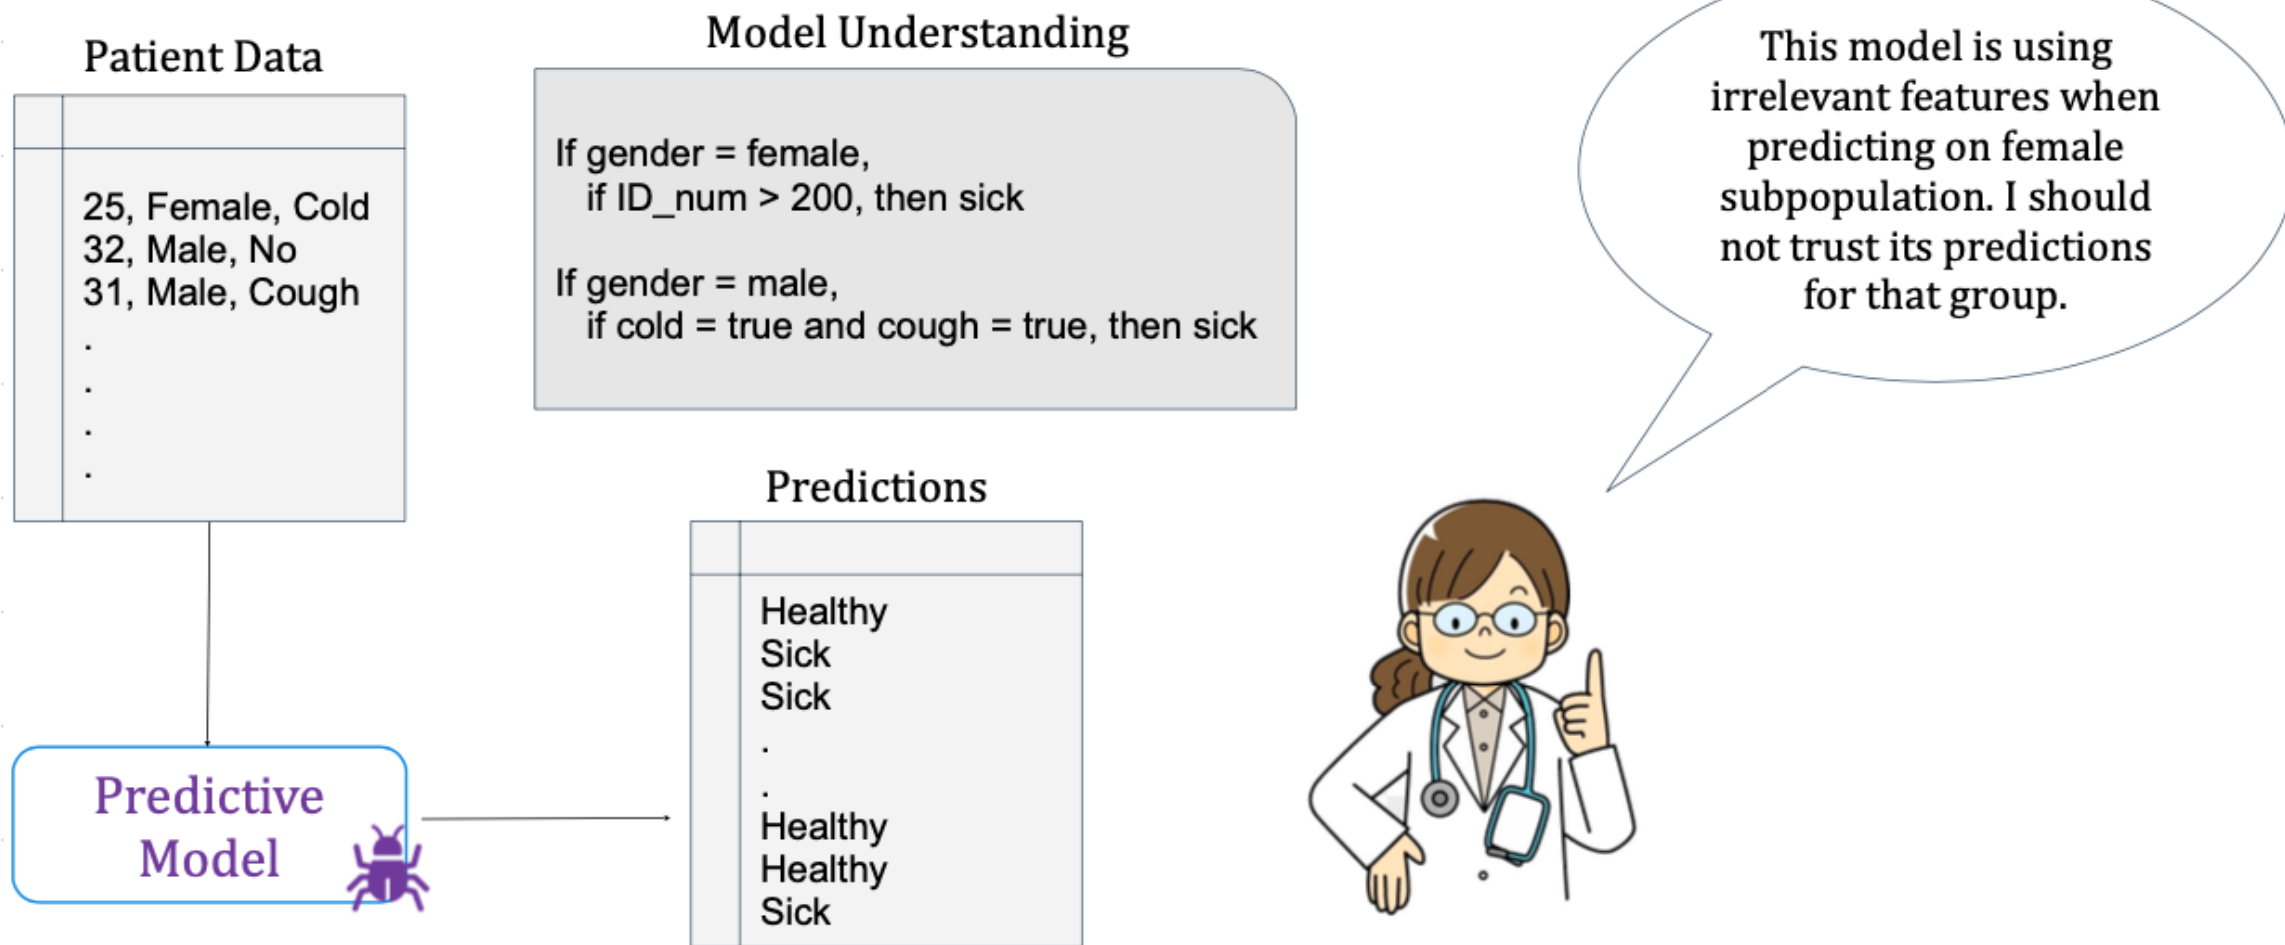 Patient Data
25, Female, Cold
32, Male, No
31, Male, Cough
.
.
.
.
Predictive
Model
Model Understanding
If gender = female,
if ID_num > 200, then sick
If gender = male,
if cold = true and cough = true, then sick
Predictions
Healthy
Sick
Sick
.
.
Healthy
Healthy
Sick
This model is using
irrelevant features when
predicting on female
subpopulation. I should
not trust its predictions
for that group.